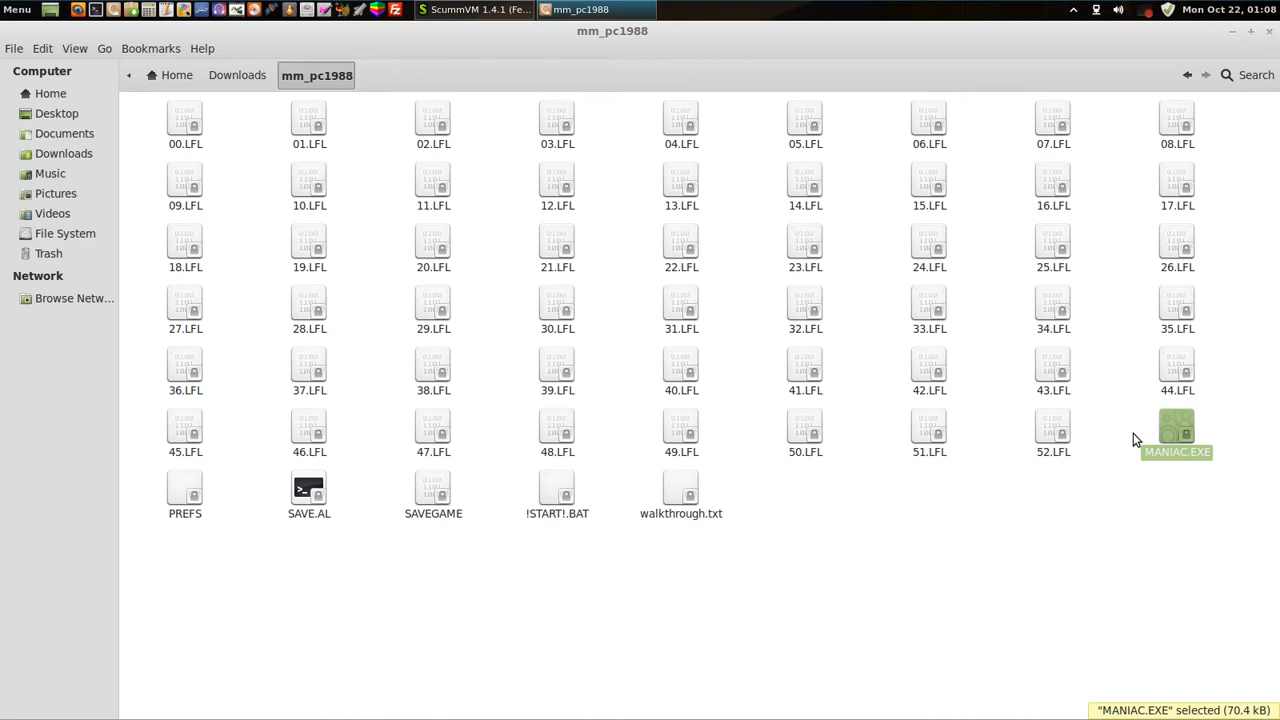 Menu
ScummVM 1.4.1 (Fe...
mm_pc1988
Mon Oct 22, 01:08
mm_pc1988
File Edit View Go Bookmarks Help
Computer
Home
Desktop
Documents
Downloads
Music
Pictures
Videos
File System
Trash
Network
Browse Netw...
Home Downloads mm_pc1988
Search
00.LFL 01.LFL 02.LFL 03.LFL 04.LFL 05.LFL 06.LFL 07.LFL 08.LFL
09.LFL 10.LFL 11.LFL 12.LFL 13.LFL 14.LFL 15.LFL 16.LFL 17.LFL
18.LFL 19.LFL 20.LFL 21.LFL 22.LFL 23.LFL 24.LFL 25.LFL 26.LFL
27.LFL 28.LFL 29.LFL 30.LFL 31.LFL 32.LFL 33.LFL 34.LFL 35.LFL
36.LFL 37.LFL 38.LFL 39.LFL 40.LFL 41.LFL 42.LFL 43.LFL 44.LFL
45.LFL 46.LFL 47.LFL 48.LFL 49.LFL 50.LFL 51.LFL 52.LFL MANIAC.EXE
PREFS SAVE.AL SAVEGAME !START!.BAT walkthrough.txt
"MANIAC.EXE" selected (70.4 kB)